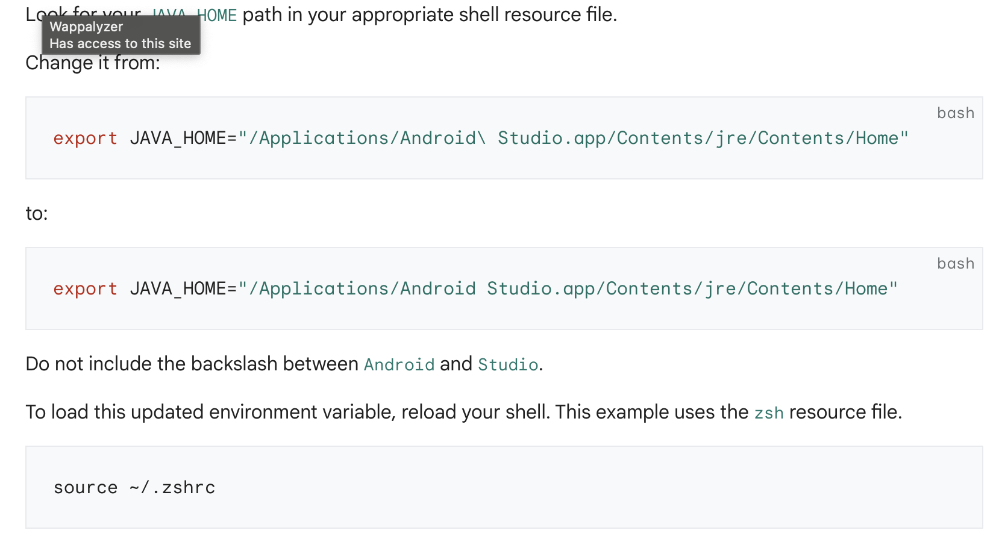 Look for your JAVA_HOME path in your appropriate shell resource file.
Wappalyzer
Has access to this site
Change it from:
bash
export JAVA_HOME="/Applications/Android\ Studio.app/Contents/jre/Contents/Home"
to:
bash
export JAVA_HOME="/Applications/Android Studio.app/Contents/jre/Contents/Home"
Do not include the backslash between Android and Studio.
To load this updated environment variable, reload your shell. This example uses the zsh resource file.
source ~/.zshrc